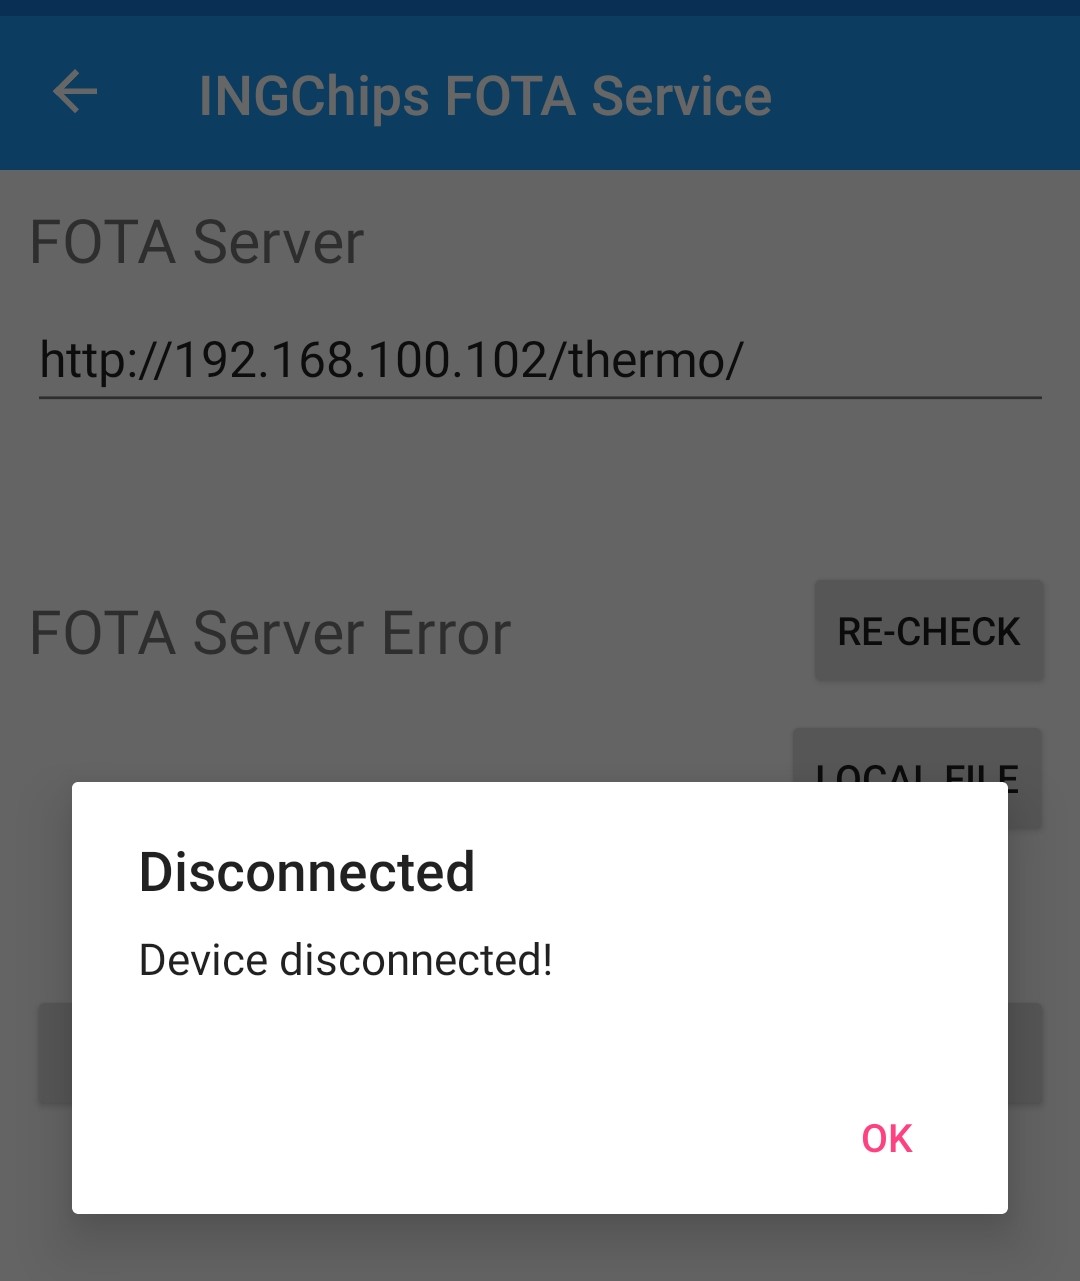 INGChips FOTA Service
FOTA Server
http://192.168.100.102/thermo/
FOTA Server Error
RE-CHECK
LOCAL FILE
Disconnected
Device disconnected!
OK